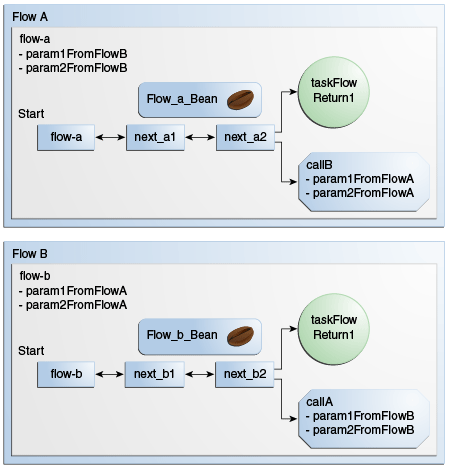 Flow A
flow-a
- param1FromFlowB
- param2FromFlowB
Flow_a_Bean
taskFlow
Return1
Start
flow-a
next_a1
next_a2
callB
- param1FromFlowA
- param2FromFlowA
Flow B
flow-b
- param1FromFlowA
- param2FromFlowA
Flow_b_Bean
taskFlow
Return1
Start
flow-b
next_b1
next_b2
callA
- param1FromFlowB
- param2FromFlowB